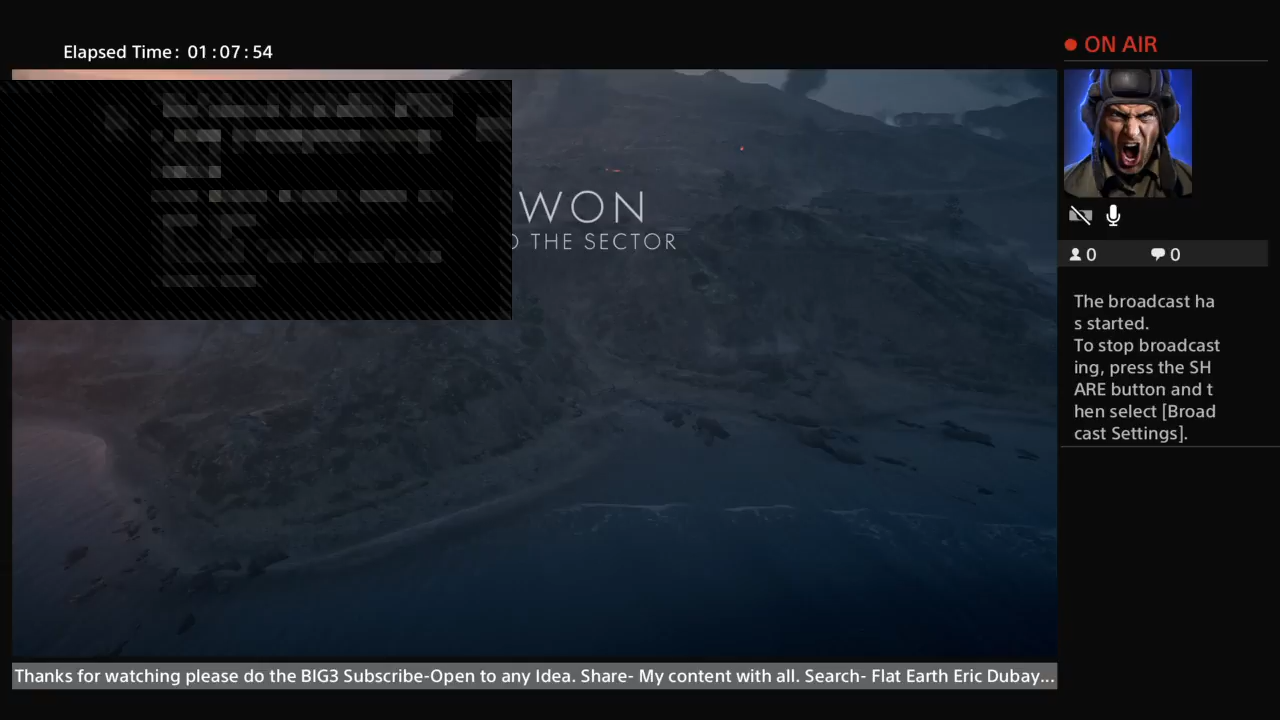 Elapsed Time: 01:07:54
ON AIR
WON
THE SECTOR
0 0
The broadcast ha
s started.
To stop broadcast
ing, press the SH
ARE button and t
hen select [Broad
cast Settings].
Thanks for watching please do the BIG3 Subscribe-Open to any Idea. Share- My content with all. Search- Flat Earth Eric Dubay...